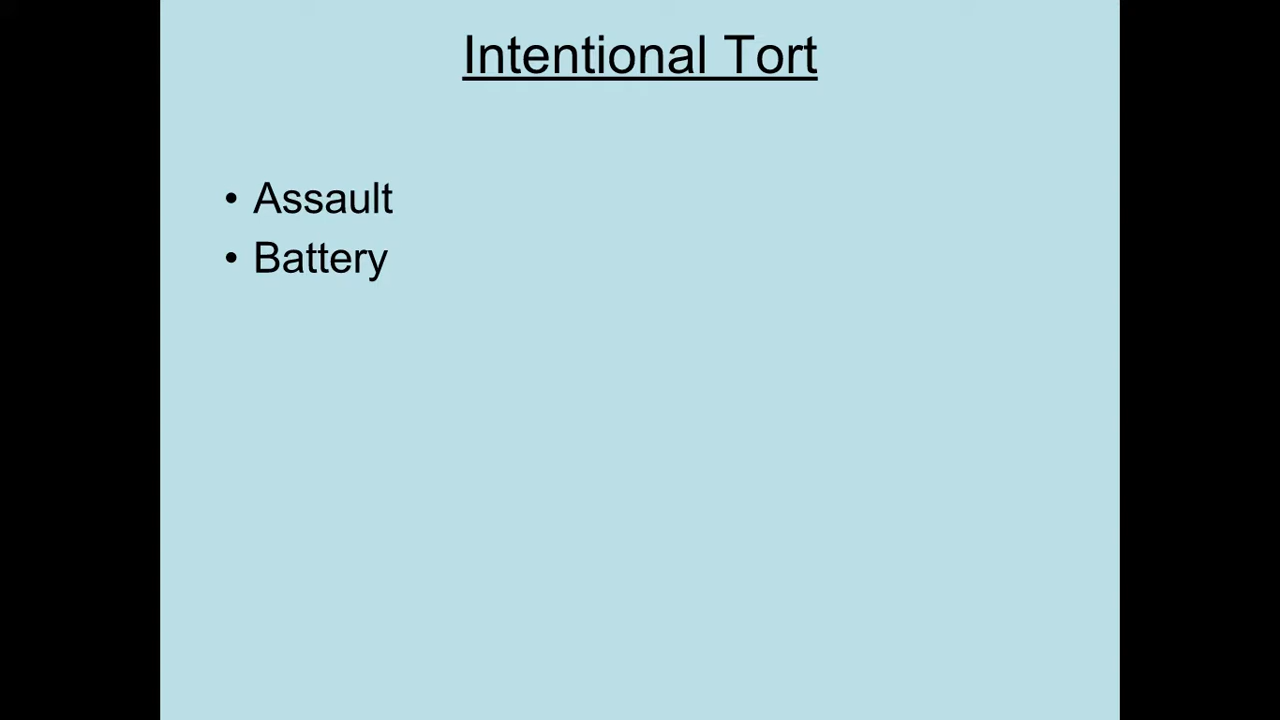 Intentional Tort
• Assault
• Battery